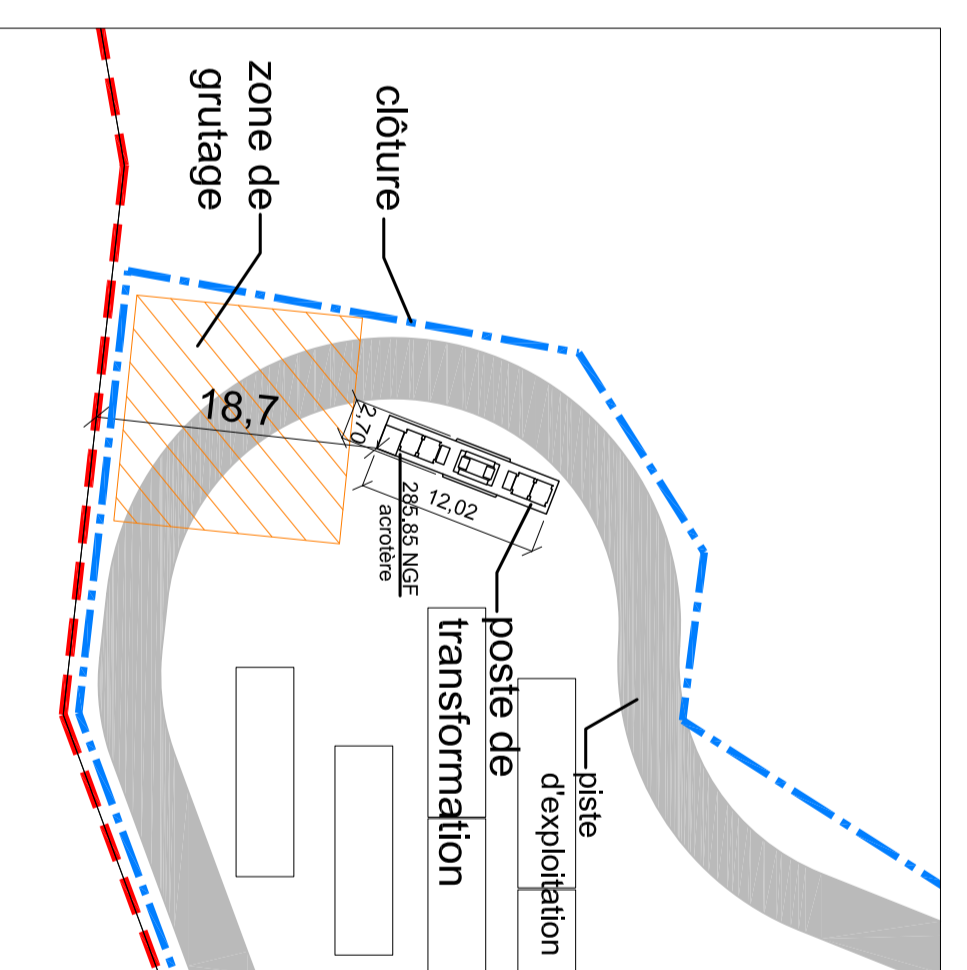 clôture
zone de
grutage
18,7
2,70
12,02
285,85 NGF
acrotère
poste de
transformation
piste
d'exploitation